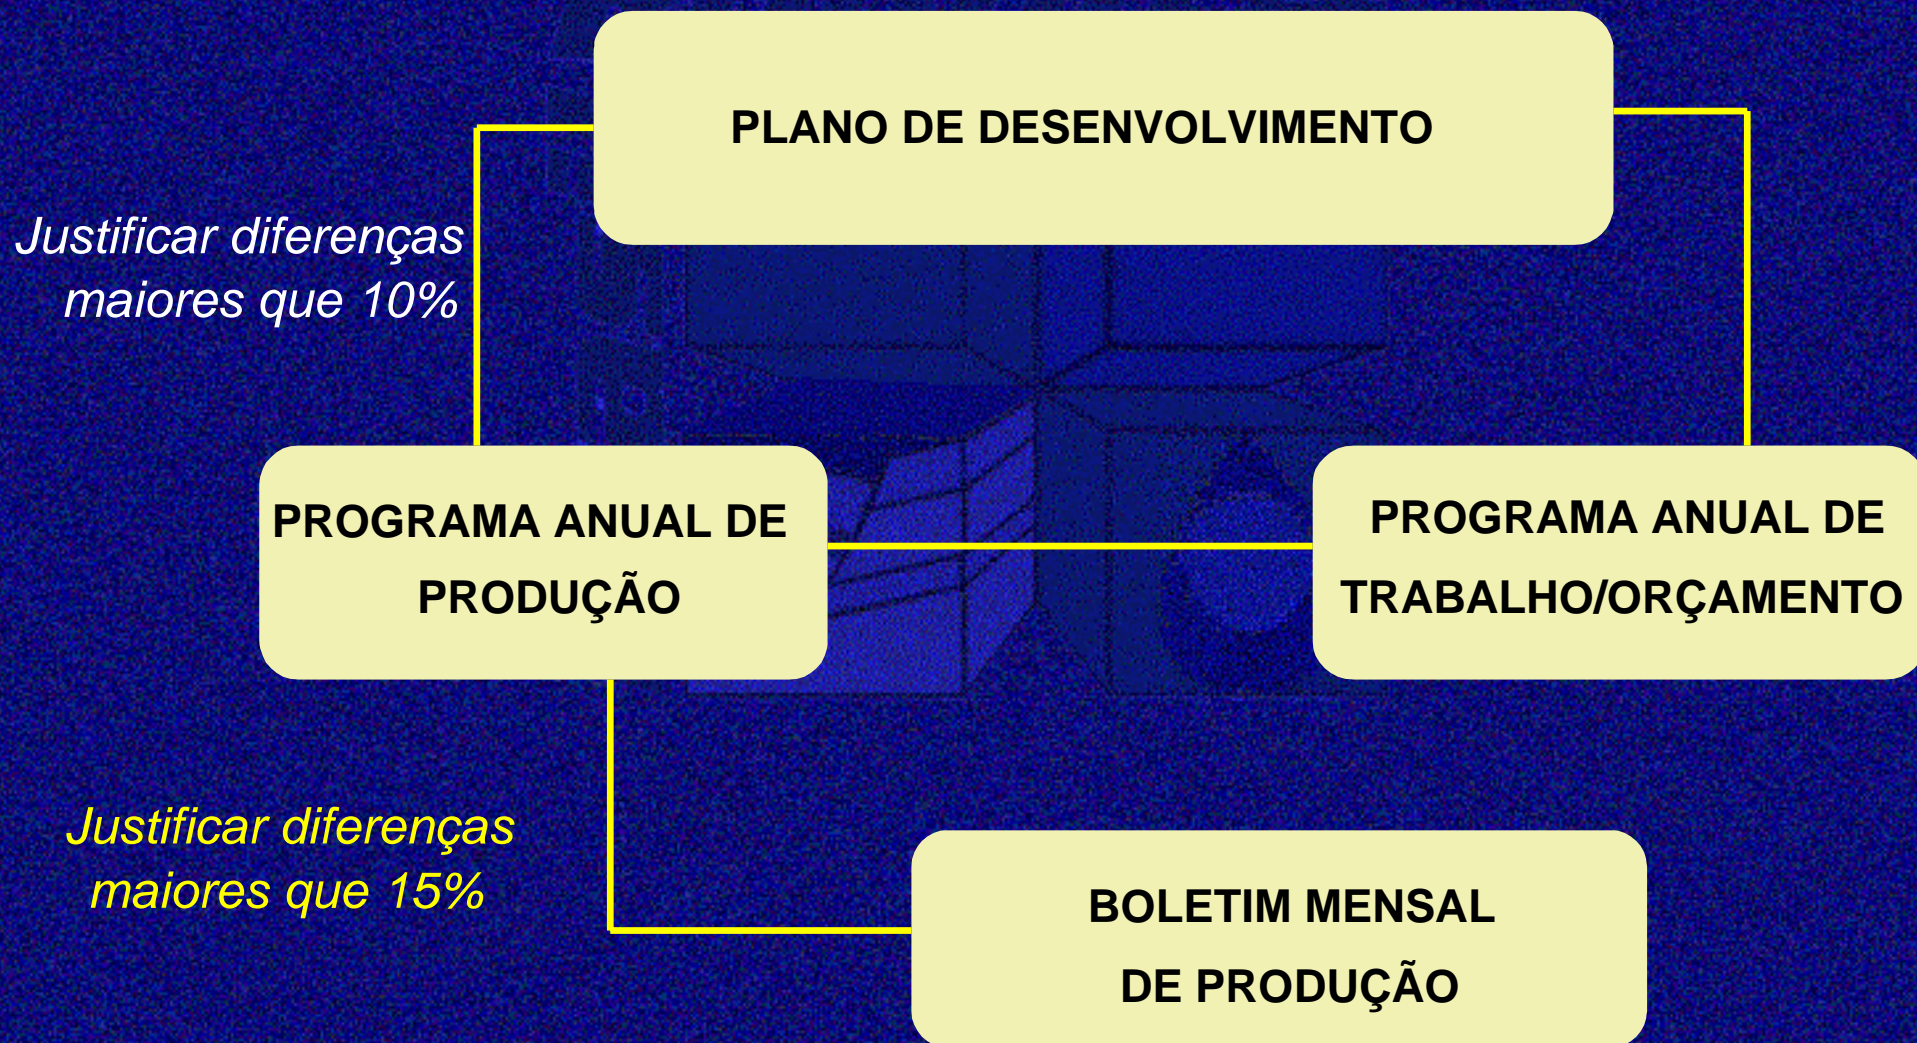 PLANO DE DESENVOLVIMENTO
Justificar diferenças
maiores que 10%
PROGRAMA ANUAL DE
PRODUÇÃO
PROGRAMA ANUAL DE
TRABALHO/ORÇAMENTO
Justificar diferenças
maiores que 15%
BOLETIM MENSAL
DE PRODUÇÃO